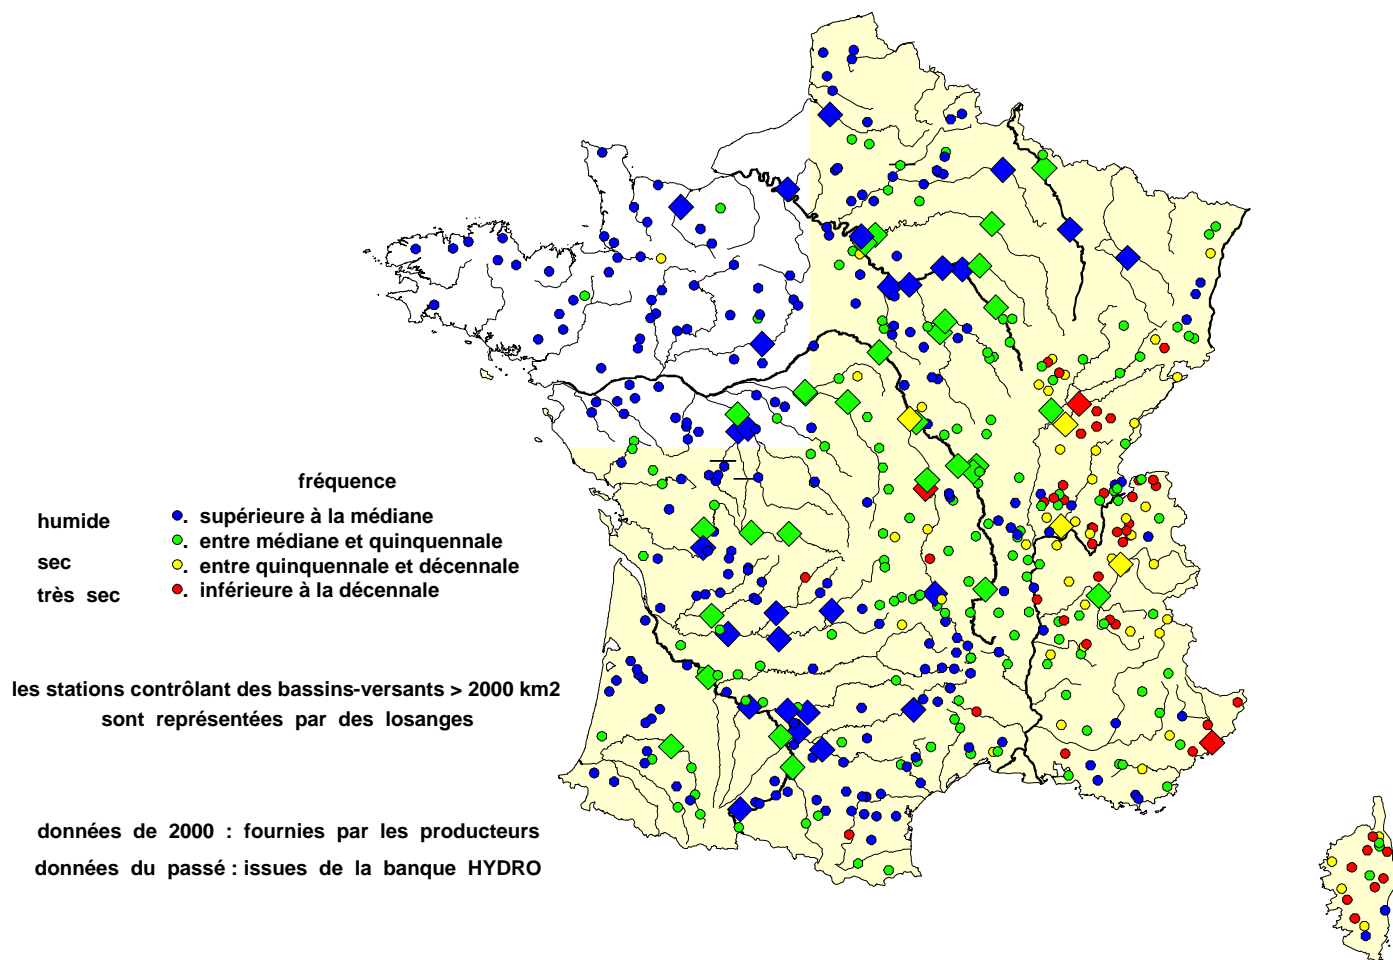 fréquence
humide . supérieure à la médiane
. entre médiane et quinquennale
sec . entre quinquennale et décennale
très sec . inférieure à la décennale
les stations contrôlant des bassins-versants > 2000 km2
sont représentées par des losanges
données de 2000 : fournies par les producteurs
données du passé : issues de la banque HYDRO